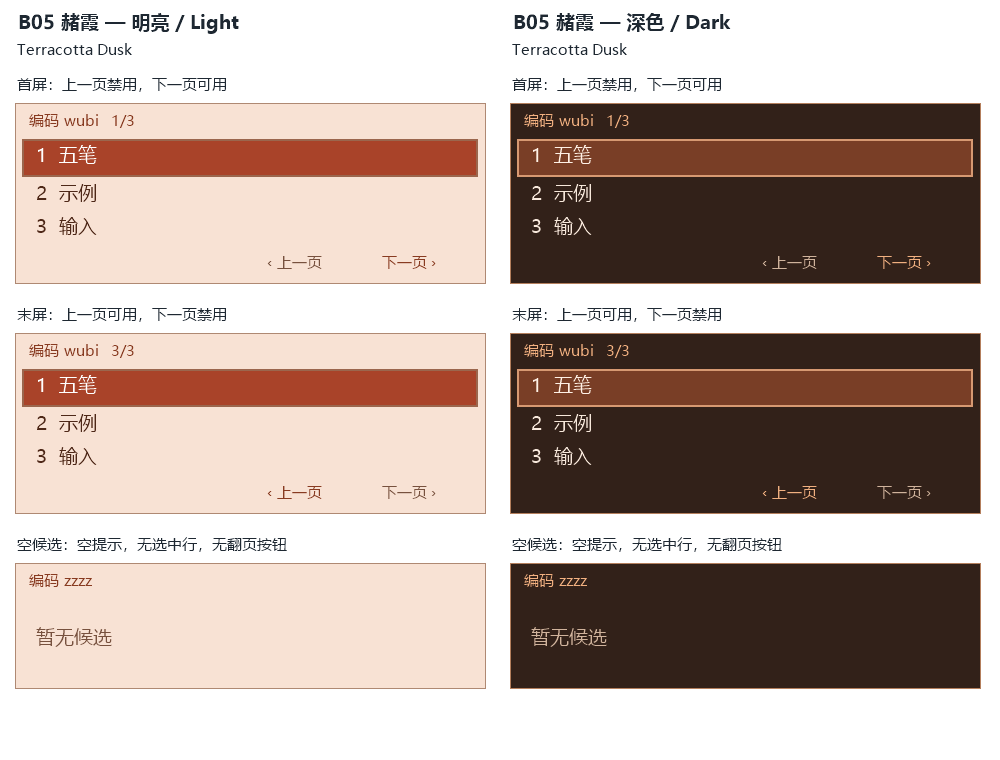 B05 赭霞 — 明亮 / Light
Terracotta Dusk
首屏：上一页禁用，下一页可用
编码 wubi 1/3
1 五笔
2 示例
3 输入
‹ 上一页 下一页 ›
末屏：上一页可用，下一页禁用
编码 wubi 3/3
1 五笔
2 示例
3 输入
‹ 上一页 下一页 ›
空候选：空提示，无选中行，无翻页按钮
编码 zzzz
暂无候选
B05 赭霞 — 深色 / Dark
Terracotta Dusk
首屏：上一页禁用，下一页可用
编码 wubi 1/3
1 五笔
2 示例
3 输入
‹ 上一页 下一页 ›
末屏：上一页可用，下一页禁用
编码 wubi 3/3
1 五笔
2 示例
3 输入
‹ 上一页 下一页 ›
空候选：空提示，无选中行，无翻页按钮
编码 zzzz
暂无候选